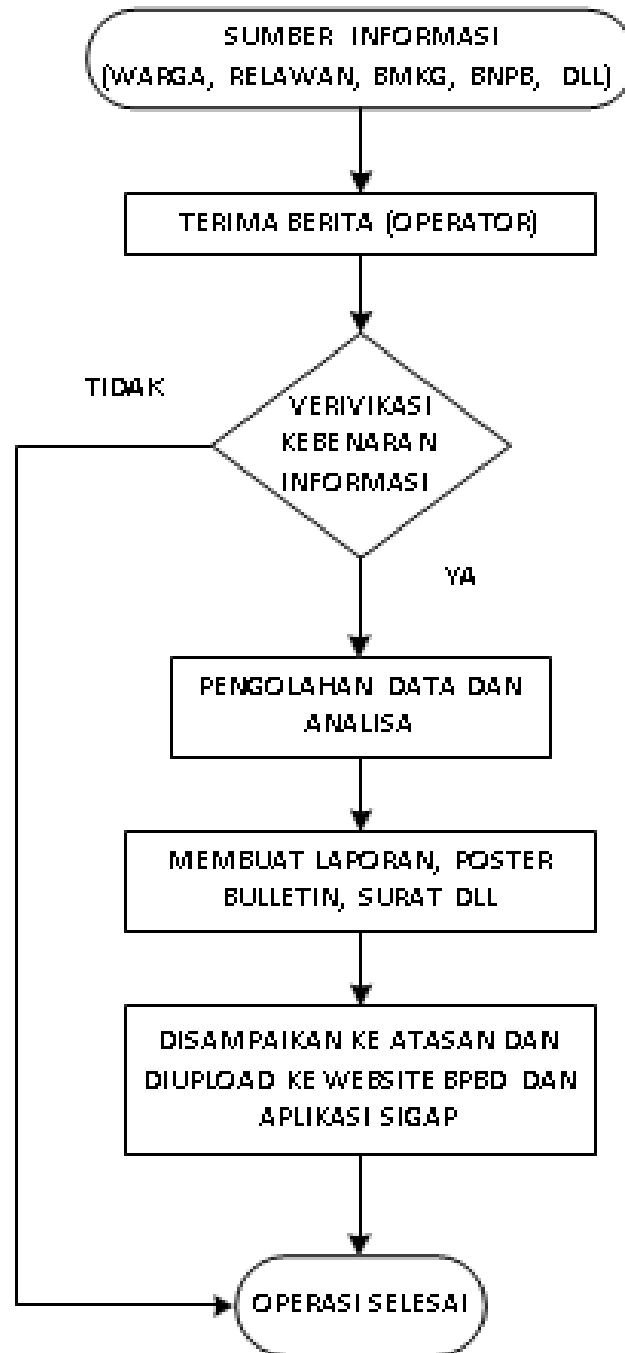 SUMBER INFORMASI
(WARGA, RELAWAN, BMKG, BNPB, DLL)
TERIMA BERITA (OPERATOR)
TIDAK
VERIVIKASI
KEBENARAN
INFORMASI
YA
PENGOLAHAN DATA DAN
ANALISA
MEMBUAT LAPORAN, POSTER
BULLETIN, SURAT DLL
DISAMPAIKAN KE ATASAN DAN
DIUPLOAD KE WEBSITE BPBD DAN
APLIKASI SIGAP
OPERASI SELESAI